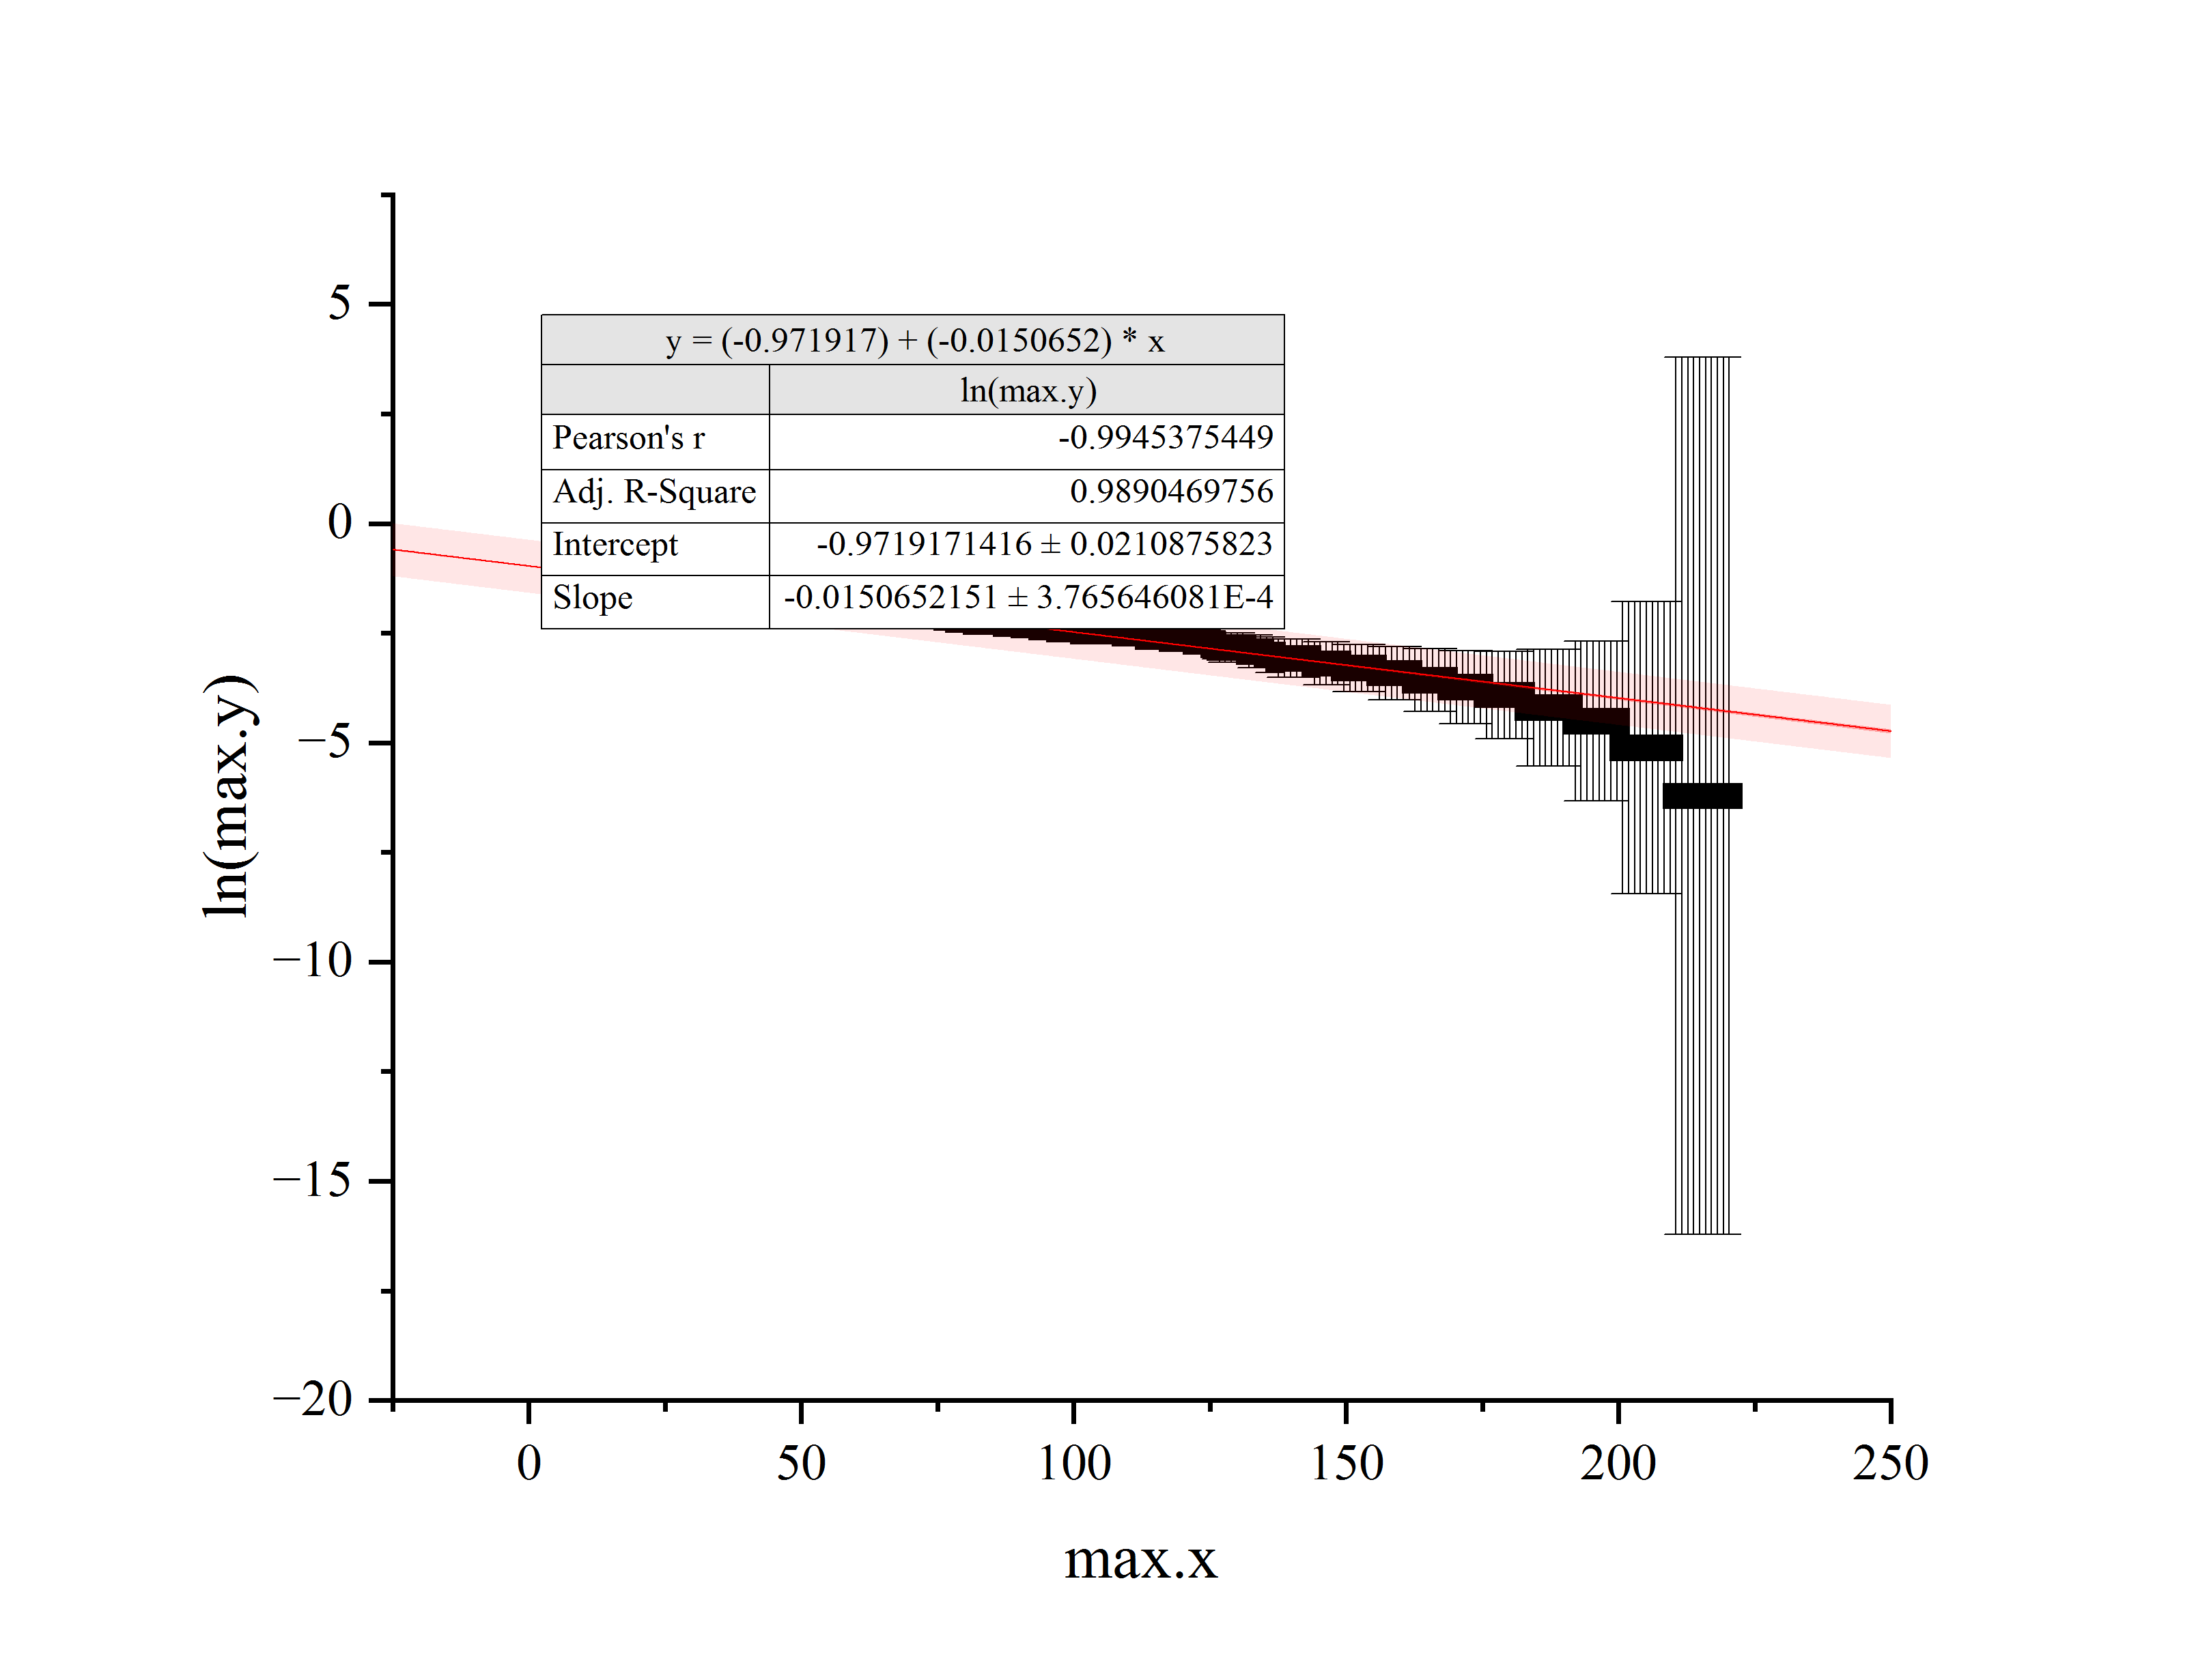 5
0
−5
−10
−15
−20
ln(max.y)
y = (-0.971917) + (-0.0150652) * x
ln(max.y)
Pearson's r -0.9945375449
Adj. R-Square 0.9890469756
Intercept -0.9719171416 ± 0.0210875823
Slope -0.0150652151 ± 3.765646081E-4
0 50 100 150 200 250
max.x